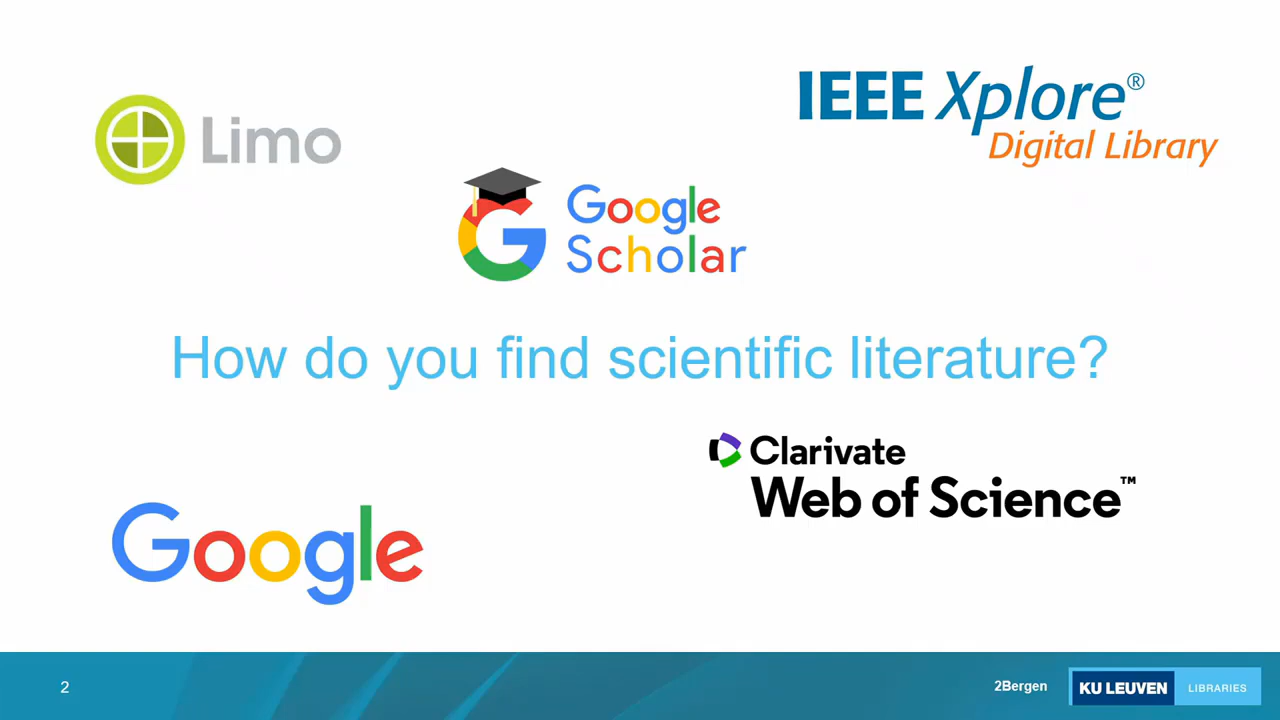 Limo
IEEE Xplore®
Digital Library
Google
Scholar
How do you find scientific literature?
Clarivate
Web of Science™
Google
2
2Bergen
KU LEUVEN
LIBRARIES